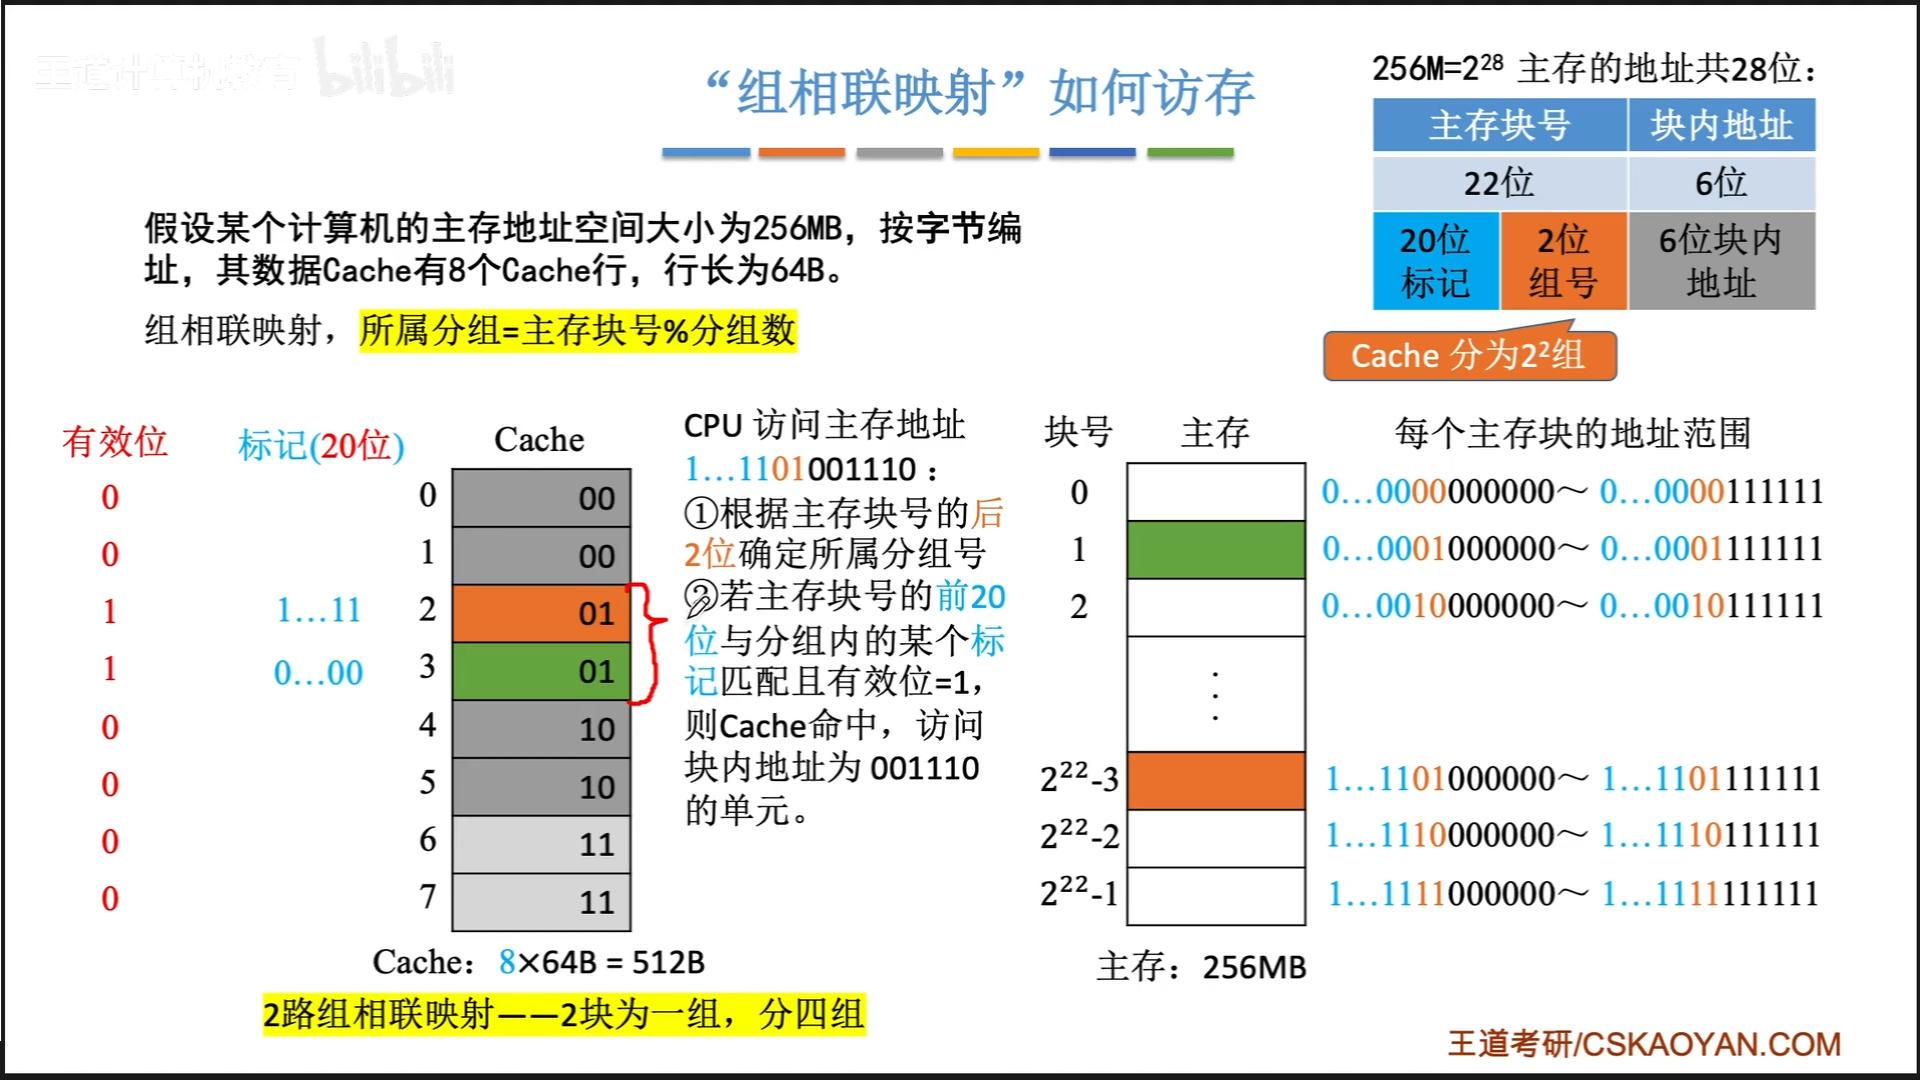 王道计算机教育 bilibili
“组相联映射”如何访存
256M=2²⁸ 主存的地址共28位：
主存块号 块内地址
22位 6位
20位标记 2位组号 6位块内地址
Cache 分为2²组
假设某个计算机的主存地址空间大小为256MB，按字节编
址，其数据Cache有8个Cache行，行长为64B。
组相联映射，所属分组=主存块号%分组数
有效位 标记(20位) Cache
0 0 00
0 1 00
1 1…11 2 01
1 0…00 3 01
0 4 10
0 5 10
0 6 11
0 7 11
Cache：8×64B = 512B
2路组相联映射——2块为一组，分四组
CPU 访问主存地址
1…1101001110：
①根据主存块号的后
2位确定所属分组号
②若主存块号的前20
位与分组内的某个标
记匹配且有效位=1，
则Cache命中，访问
块内地址为 001110
的单元。
块号 主存 每个主存块的地址范围
0 0…0000000000～ 0…0000111111
1 0…0001000000～ 0…0001111111
2 0…0010000000～ 0…0010111111
⋮
2²²-3 1…1101000000～ 1…1101111111
2²²-2 1…1110000000～ 1…1110111111
2²²-1 1…1111000000～ 1…1111111111
主存：256MB
王道考研/CSKAOYAN.COM